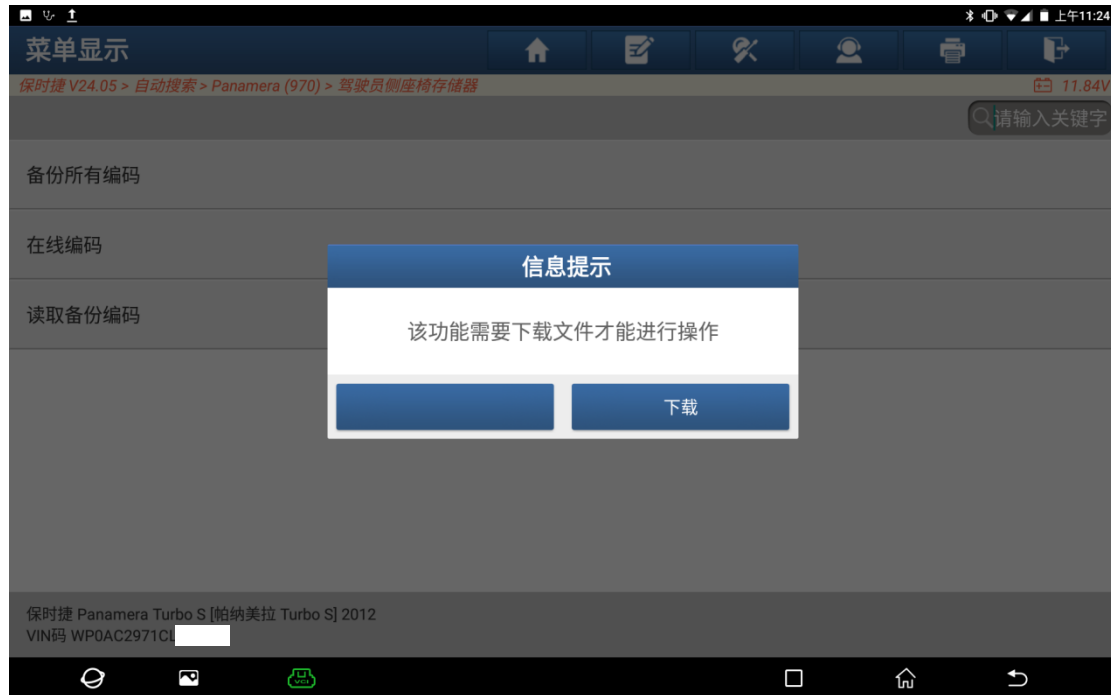 上午11:24
菜单显示
保时捷 V24.05 > 自动搜索 > Panamera (970) > 驾驶员侧座椅存储器
11.84V
请输入关键字
备份所有编码
在线编码
读取备份编码
信息提示
该功能需要下载文件才能进行操作
下载
保时捷 Panamera Turbo S [帕纳美拉 Turbo S] 2012
VIN码 WP0AC2971CL
VCI